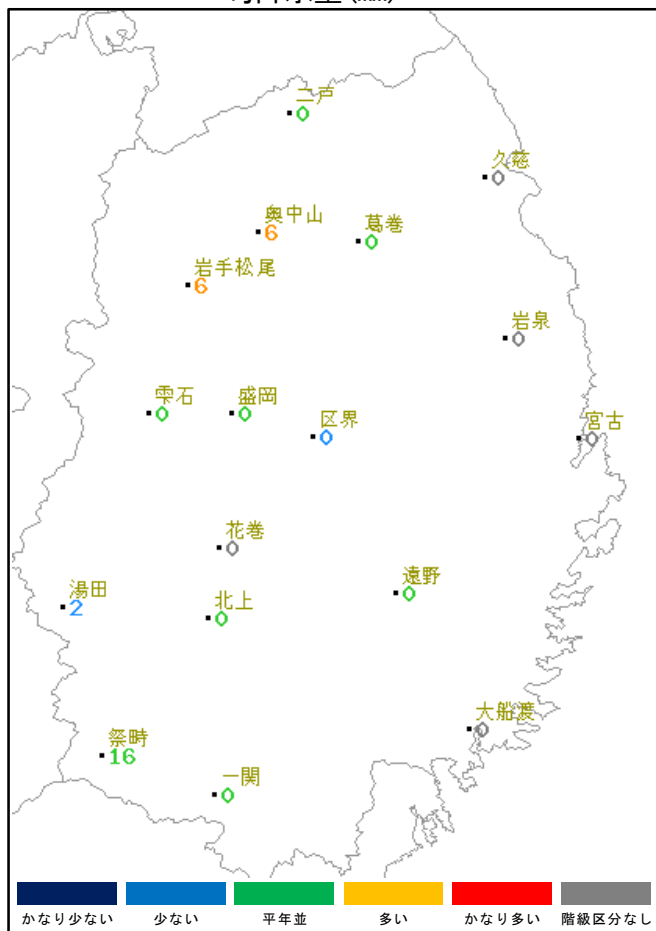 (mm)
二戸
0
久慈
0
奥中山
6
葛巻
0
岩手松尾
6
岩泉
0
雫石
0
盛岡
0
区界
0
宮古
0
花巻
0
湯田
2
北上
0
遠野
0
大船渡
0
祭畤
16
一関
0
かなり少ない 少ない 平年並 多い かなり多い 階級区分なし